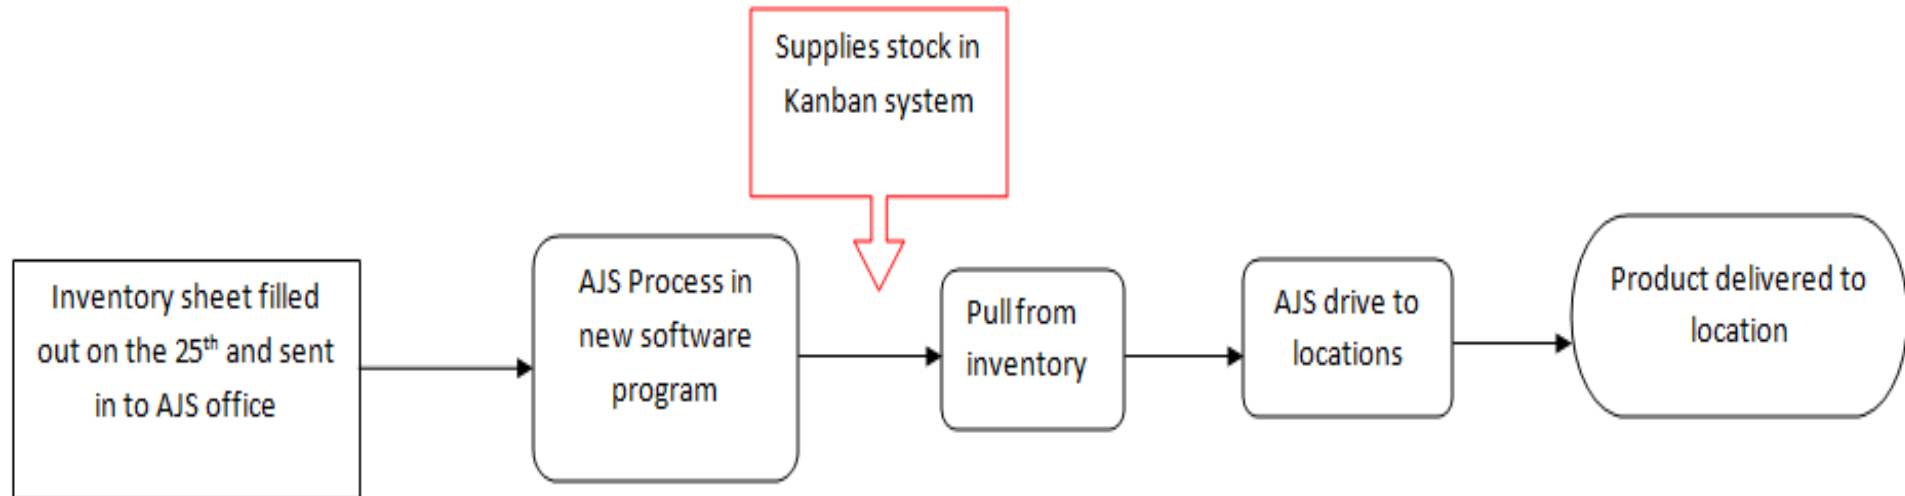 Supplies stock in
Kanban system
Inventory sheet filled
out on the 25th and sent
in to AJS office
AJS Process in
new software
program
Pull from
inventory
AJS drive to
locations
Product delivered to
location